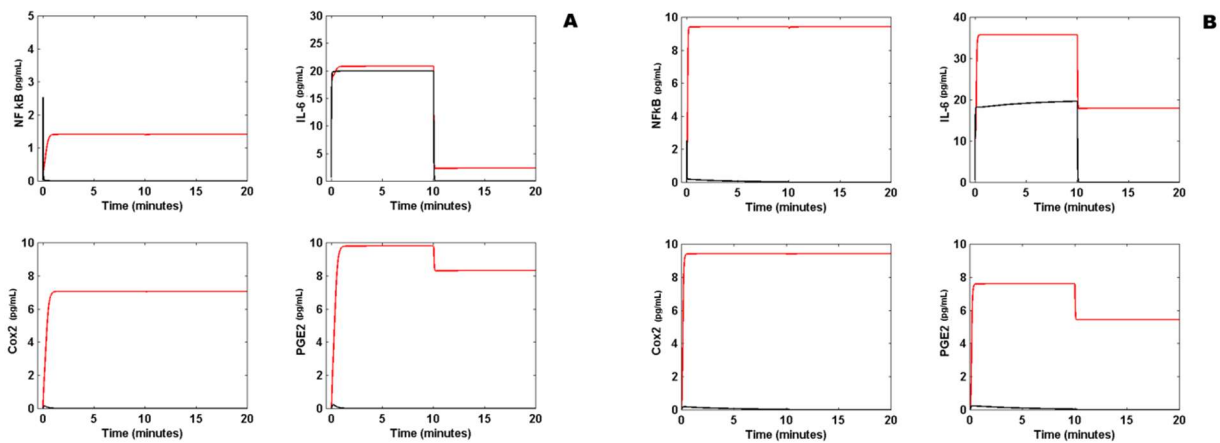 A
5
4
3
2
1
0
NF kB (pg/mL)
0 5 10 15 20
Time (minutes)
30
25
20
15
10
5
0
IL-6 (pg/mL)
0 5 10 15 20
Time (minutes)
10
8
6
4
2
0
Cox2 (pg/mL)
0 5 10 15 20
Time (minutes)
10
8
6
4
2
0
PGE2 (pg/mL)
0 5 10 15 20
Time (minutes)
B
10
8
6
4
2
0
NFkB (pg/mL)
0 5 10 15 20
Time (minutes)
40
30
20
10
0
IL-6 (pg/mL)
0 5 10 15 20
Time (minutes)
10
8
6
4
2
0
Cox2 (pg/mL)
0 5 10 15 20
Time (minutes)
10
8
6
4
2
0
PGE2 (pg/mL)
0 5 10 15 20
Time (minutes)